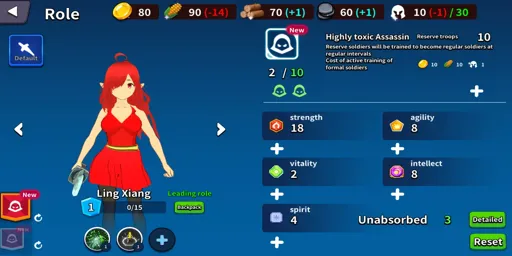 Role
80
90 (-14)
70 (+1)
60 (+1)
10 (-1) / 30
Default
New
Highly toxic Assassin
Reserve troops
10
Reserve soldiers will be trained to become regular soldiers at
regular intervals
Cost of active training of
formal soldiers
10
10
1
2 / 10
strength
18
agility
8
vitality
2
intellect
8
spirit
4
Ling Xiang
Leading role
1
0/15
Backpack
New
1
1
Unabsorbed 3
Detailed
Reset